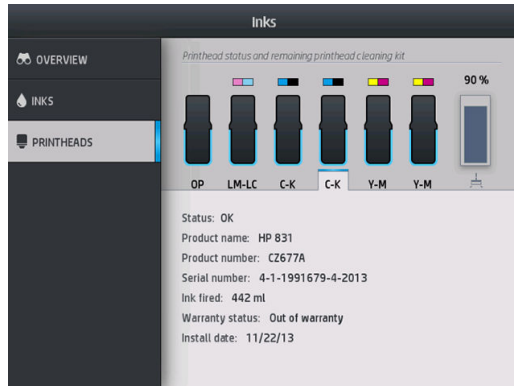 Inks
OVERVIEW
INKS
PRINTHEADS
Printhead status and remaining printhead cleaning kit
90 %
OP LM-LC C-K C-K Y-M Y-M
Status: OK
Product name: HP 831
Product number: CZ677A
Serial number: 4-1-1991679-4-2013
Ink fired: 442 ml
Warranty status: Out of warranty
Install date: 11/22/13